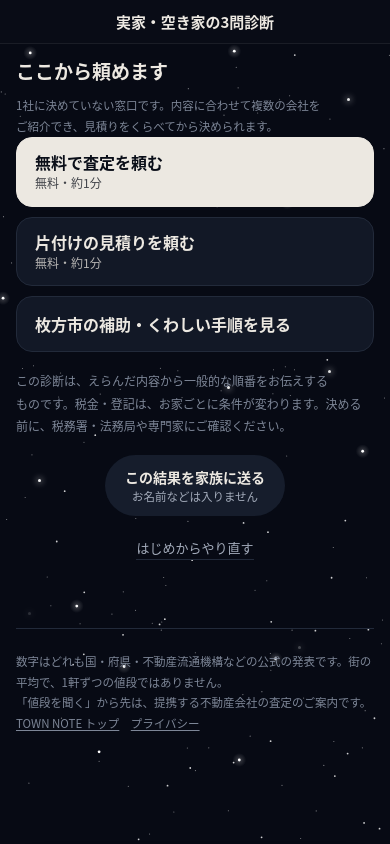 実家・空き家の3問診断
ここから頼めます
1社に決めていない窓口です。内容に合わせて複数の会社を
ご紹介でき、見積りをくらべてから決められます。
無料で査定を頼む
無料・約1分
片付けの見積りを頼む
無料・約1分
枚方市の補助・くわしい手順を見る
この診断は、えらんだ内容から一般的な順番をお伝えする
ものです。税金・登記は、お家ごとに条件が変わります。決める
前に、税務署・法務局や専門家にご確認ください。
この結果を家族に送る
お名前などは入りません
はじめからやり直す
数字はどれも国・府県・不動産流通機構などの公式の発表です。街の
平均で、1軒ずつの値段ではありません。
「値段を聞く」から先は、提携する不動産会社の査定のご案内です。
TOWN NOTE トップ　プライバシー